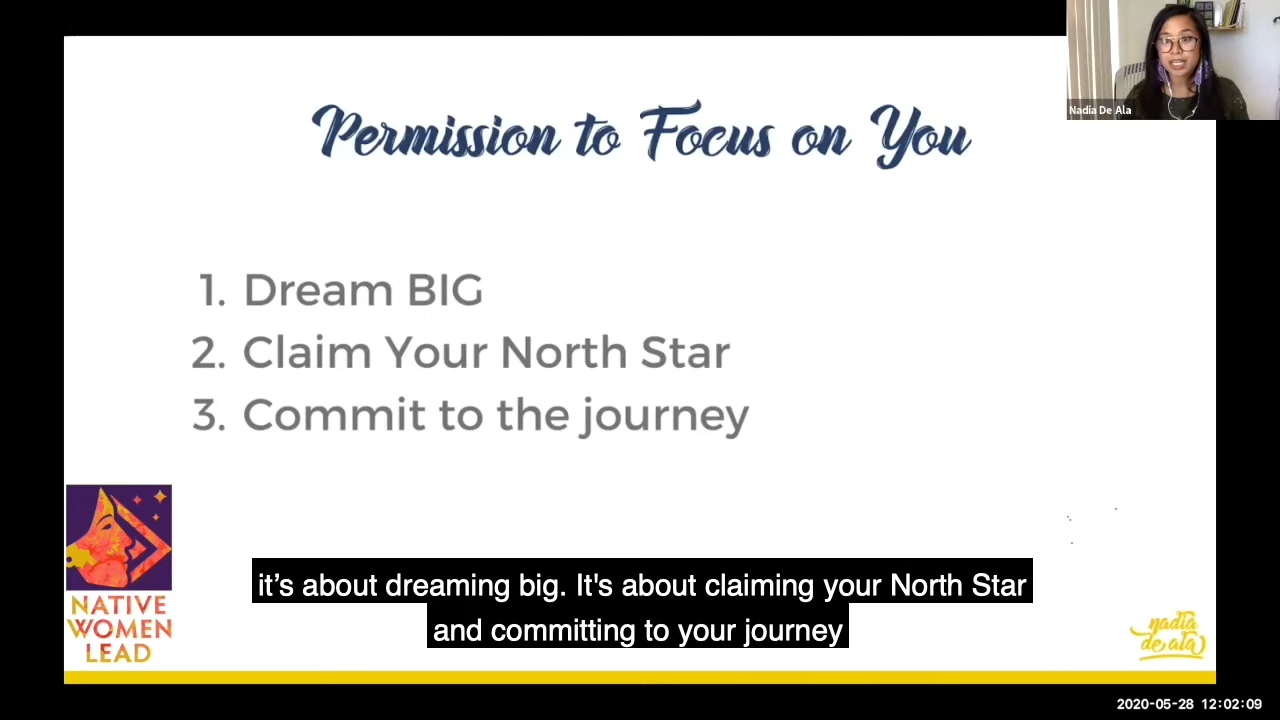 Nadia De Ala
Permission to Focus on You
1. Dream BIG
2. Claim Your North Star
3. Commit to the journey
NATIVE
WOMEN
LEAD
it’s about dreaming big. It's about claiming your North Star
and committing to your journey
nadia
de ala
2020-05-28 12:02:09